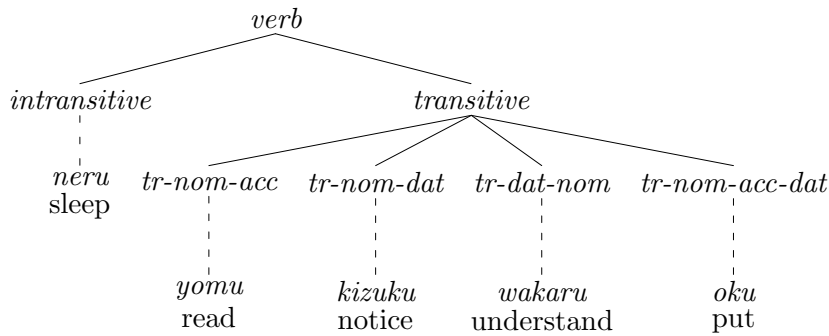 verb
intransitive transitive
neru tr-nom-acc tr-nom-dat tr-dat-nom tr-nom-acc-dat
sleep
yomu kizuku wakaru oku
read notice understand put